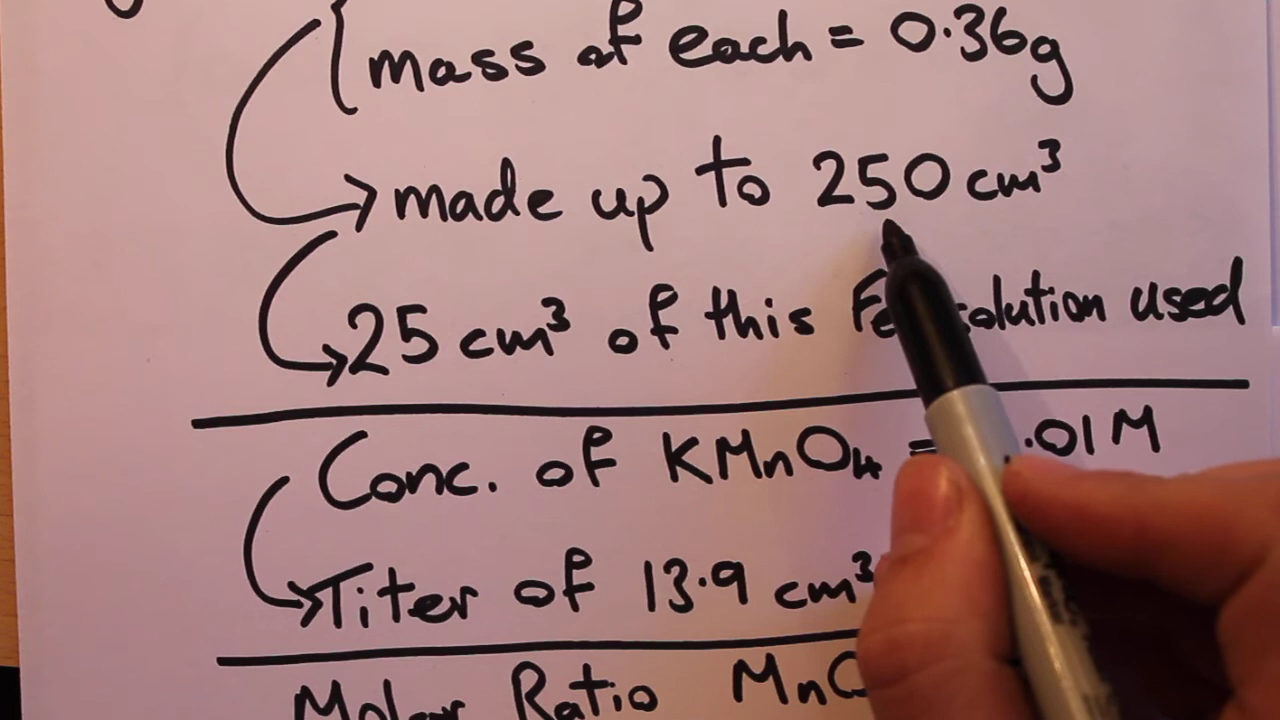 mass of each = 0.36g
made up to 250 cm³
25 cm³ of this solution used
Conc. of KMnO₄ = .01M
Titer of 13.9 cm³
Molar Ratio